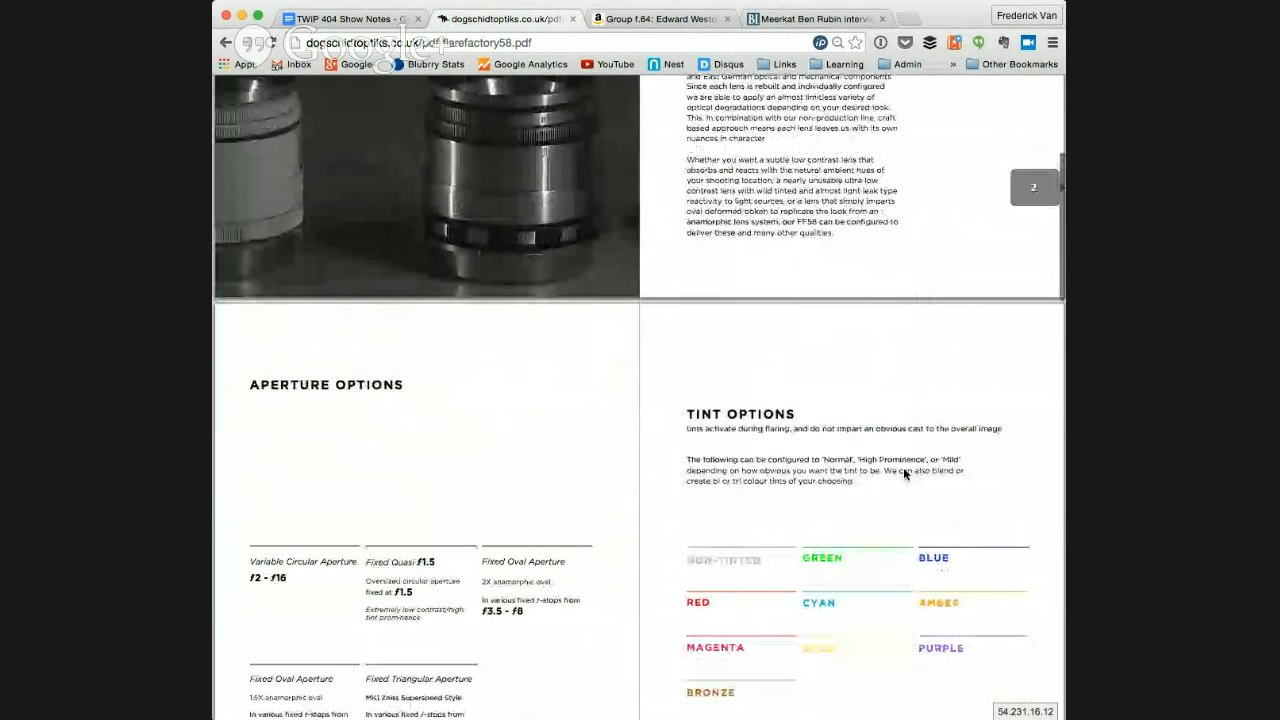 TWiP 404 Show Notes - G
dogschidtoptiks.co.uk/pdf/
Group f.64: Edward Westo
Meerkat Ben Rubin Intervi
Frederick Van
Google+
dogschidtoptiks.co.uk/pdf/flarefactory58.pdf
Apps
Inbox
Google
Blubrry Stats
Google Analytics
YouTube
Nest
Disqus
Links
Learning
Admin
»
Other Bookmarks
and East German optical and mechanical components
Since each lens is rebuilt and individually configured
we are able to apply an almost limitless variety of
optical degradations depending on your desired look.
This, in combination with our non-production line, craft
based approach means each lens leaves us with its own
nuances in character
Whether you want a subtle low contrast lens that
absorbs and reacts with the natural ambient hues of
your shooting location, a nearly unusable ultra low
contrast lens with wild tinted and almost light leak type
reactivity to light sources, or a lens that simply imparts
oval deformed bokeh to replicate the look from an
anamorphic lens system, our FF58 can be configured to
deliver these and many other qualities.
2
APERTURE OPTIONS
Variable Circular Aperture
f2 - f16
Fixed Quasi f1.5
Oversized circular aperture
fixed at f1.5
Extremely low contrast/high
tint prominence
Fixed Oval Aperture
2X anamorphic oval.
In various fixed f-stops from
f3.5 - f8
Fixed Oval Aperture
1.5X anamorphic oval
In various fixed f-stops from
Fixed Triangular Aperture
MK1 Zeiss Superspeed Style
In various fixed f-stops from
TINT OPTIONS
tints activate during flaring, and do not impart an obvious cast to the overall image
The following can be configured to 'Normal', 'High Prominence', or 'Mild'
depending on how obvious you want the tint to be. We can also blend or
create bi or tri colour tints of your choosing.
NON-TINTED
GREEN
BLUE
RED
CYAN
AMBER
MAGENTA
PURPLE
BRONZE
54.231.16.12